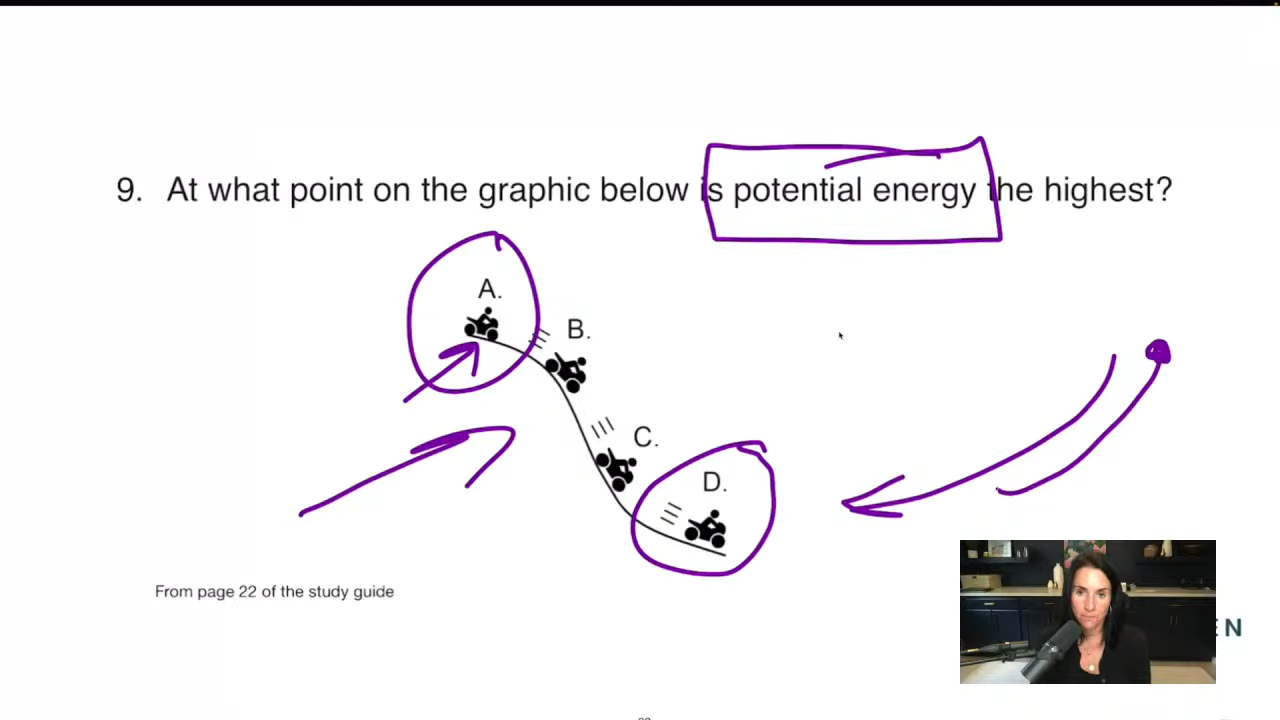 9. At what point on the graphic below is potential energy the highest?
A.
B.
C.
D.
From page 22 of the study guide
EN